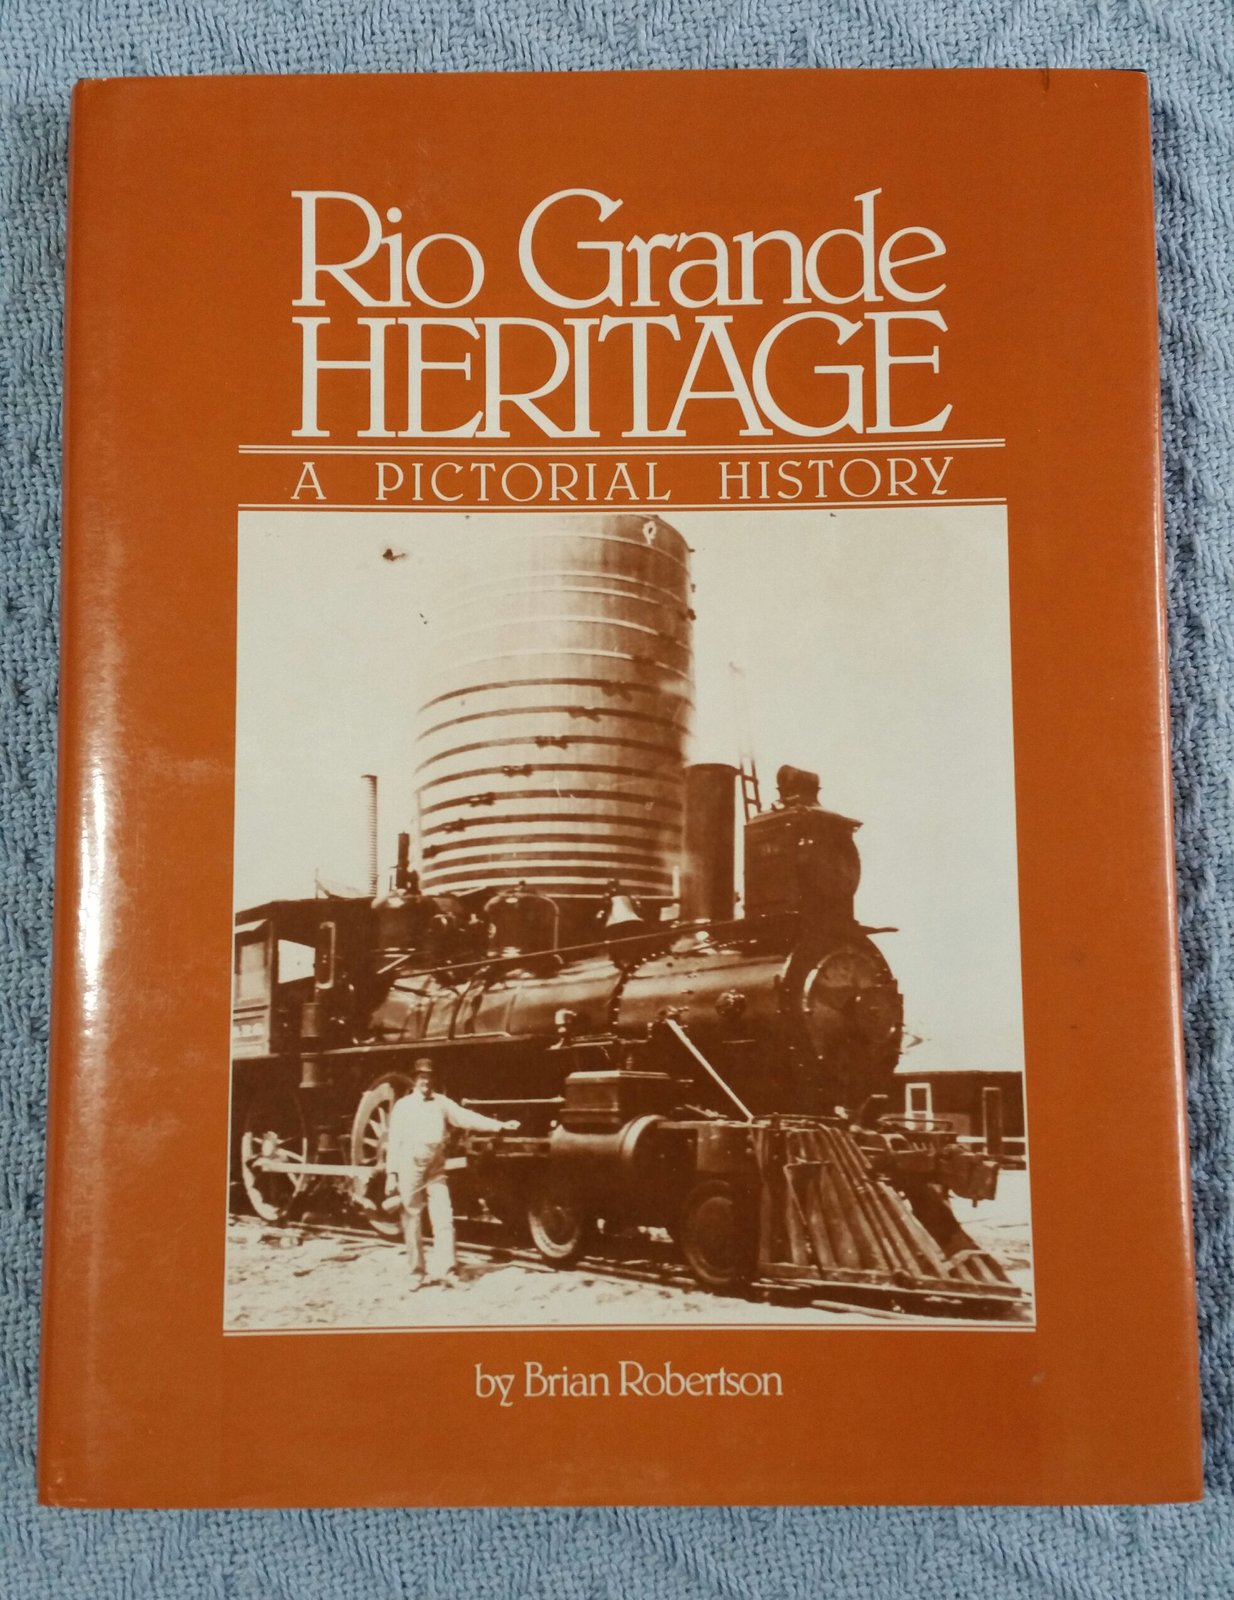 Rio Grande
HERITAGE
A PICTORIAL HISTORY
by Brian Robertson